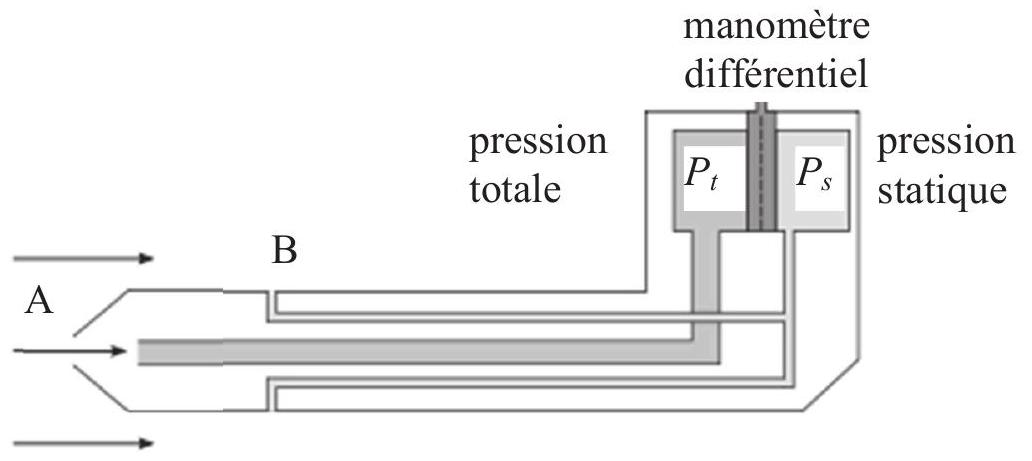 manomètre
différentiel
pression
totale
P_t
P_s
pression
statique
B
A